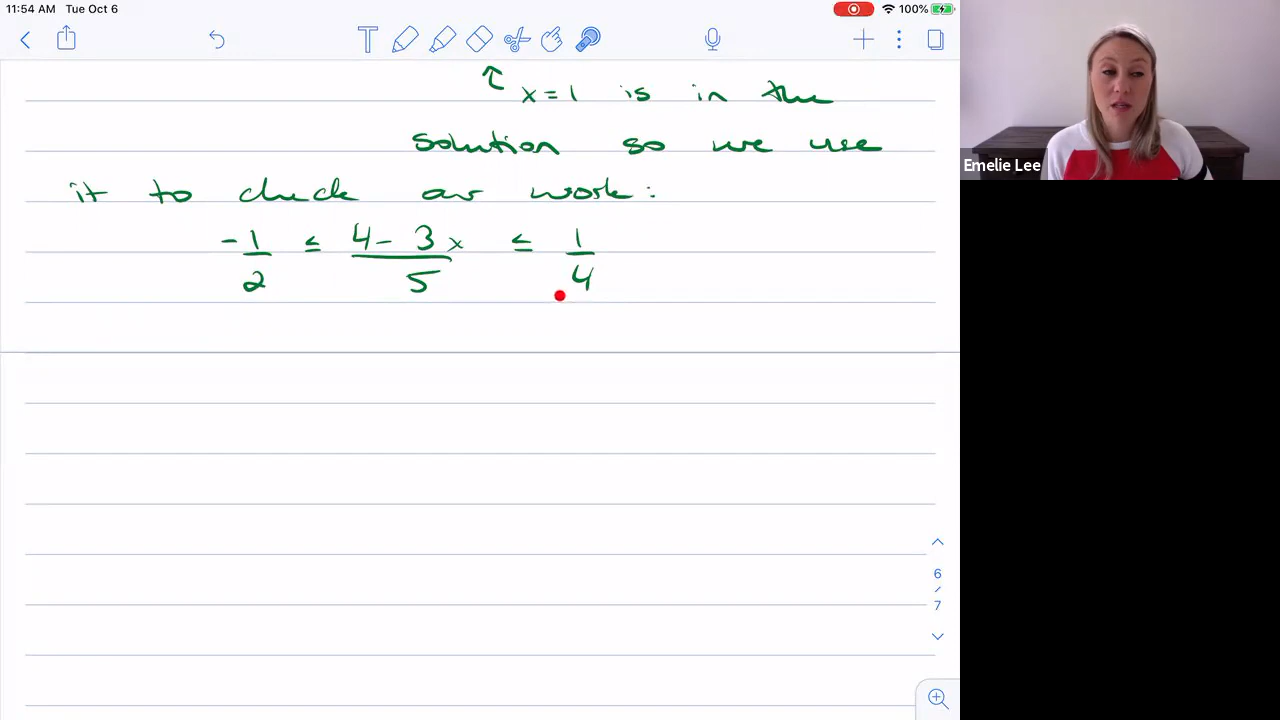 11:54 AM Tue Oct 6
100%
T
x = 1 is in the
solution so we use
it to check our work:
-1/2 ≤ (4 - 3x)/5 ≤ 1/4
Emelie Lee
6
/
7